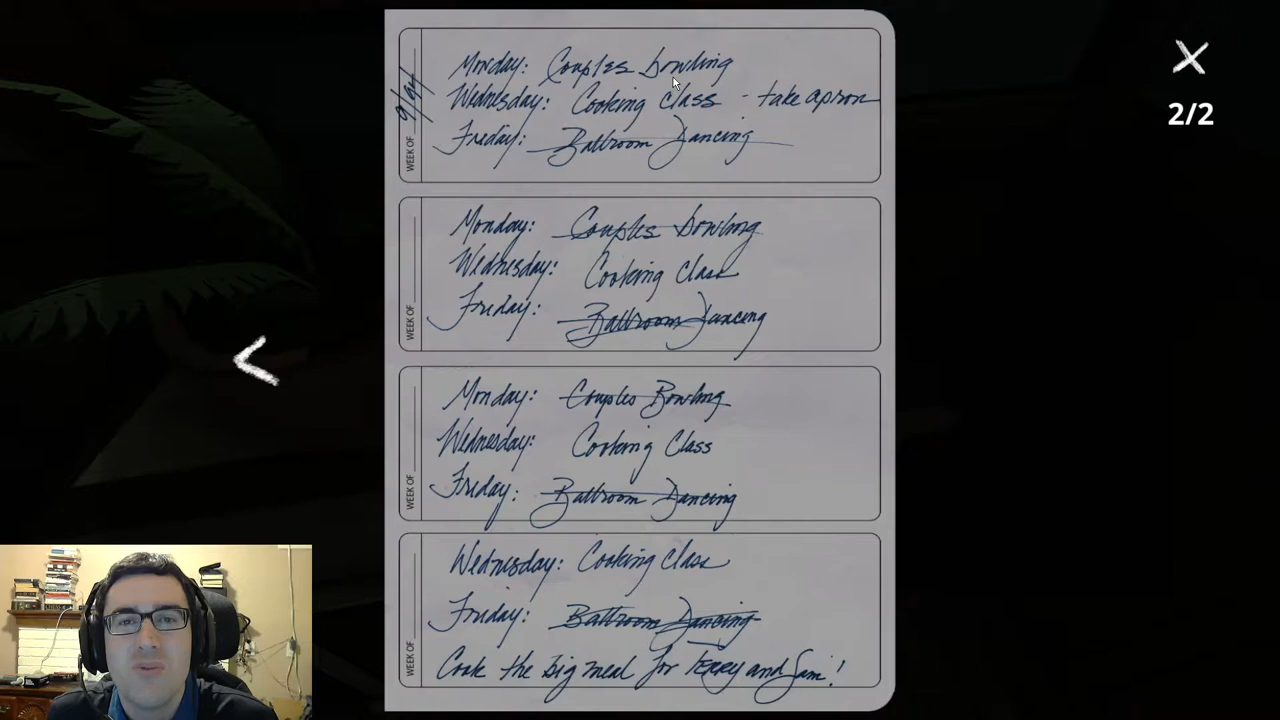 Monday: Couples bowling
Wednesday: Cooking class - take apron
Friday: Ballroom Dancing
WEEK OF 9/94
Monday: Couples bowling
Wednesday: Cooking Class
Friday: Ballroom Dancing
WEEK OF
Monday: Couples Bowling
Wednesday: Cooking Class
Friday: Ballroom Dancing
WEEK OF
Wednesday: Cooking Class
Friday: Ballroom Dancing
Cook the big meal for Terry and Sam!
WEEK OF
2/2